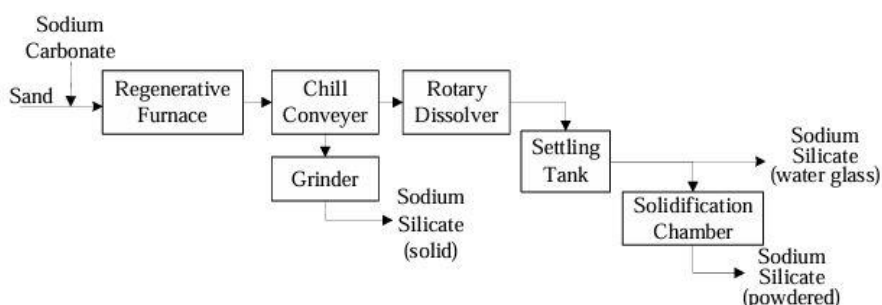 Sodium
Carbonate
Sand
Regenerative
Furnace
Chill
Conveyer
Rotary
Dissolver
Grinder
Sodium
Silicate
(solid)
Settling
Tank
Sodium
Silicate
(water glass)
Solidification
Chamber
Sodium
Silicate
(powdered)